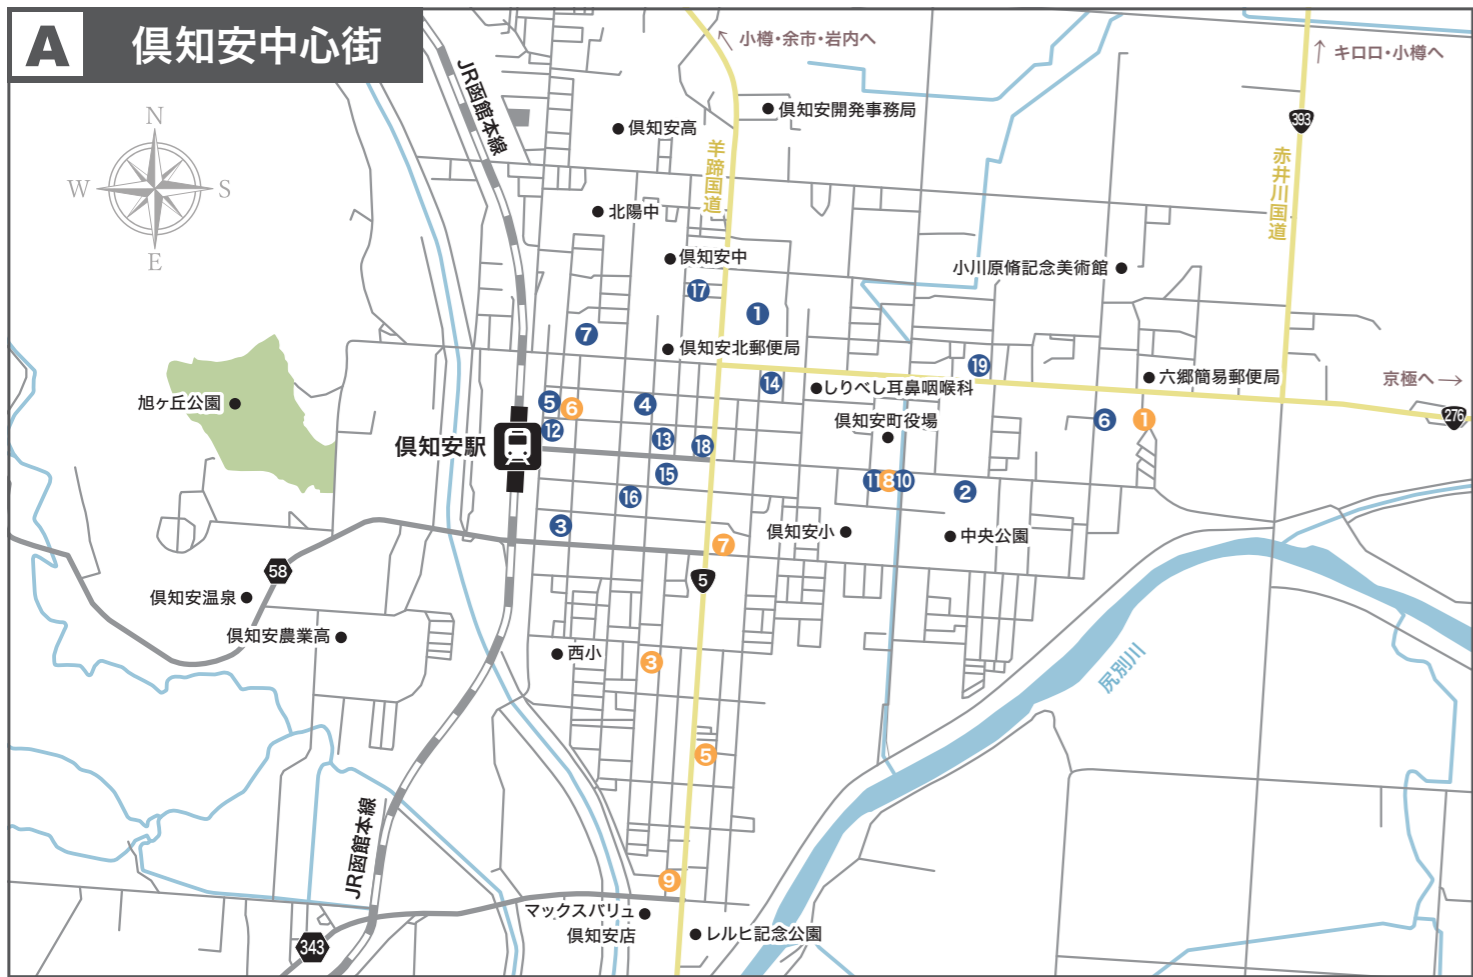 A 倶知安中心街
小樽・余市・岩内へ
キロロ・小樽へ
JR函館本線
倶知安開発事務局
倶知安高
393
N
W S
E
羊蹄国道
赤井川国道
北陽中
倶知安中
小川原脩記念美術館
17
1
7
倶知安北郵便局
19
14
しりべし耳鼻咽喉科
六郷簡易郵便局
京極へ
旭ヶ丘公園
5
6
4
6
1
276
倶知安町役場
12
13
18
倶知安駅
15
11
8
10
2
16
3
倶知安小
中央公園
7
58
5
倶知安温泉
倶知安農業高
西小
3
尻別川
5
JR函館本線
9
マックスバリュ
倶知安店
レルヒ記念公園
343